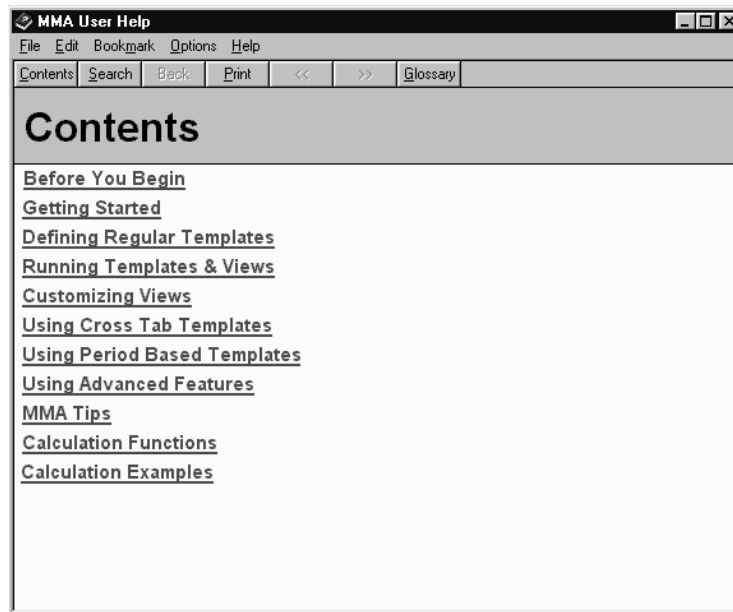 MMA User Help
File Edit Bookmark Options Help
Contents Search Back Print << >> Glossary
Contents
Before You Begin
Getting Started
Defining Regular Templates
Running Templates & Views
Customizing Views
Using Cross Tab Templates
Using Period Based Templates
Using Advanced Features
MMA Tips
Calculation Functions
Calculation Examples